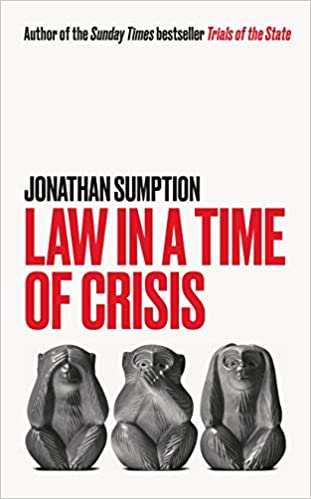 Author of the Sunday Times bestseller Trials of the State
JONATHAN SUMPTION
LAW IN A TIME
OF CRISIS